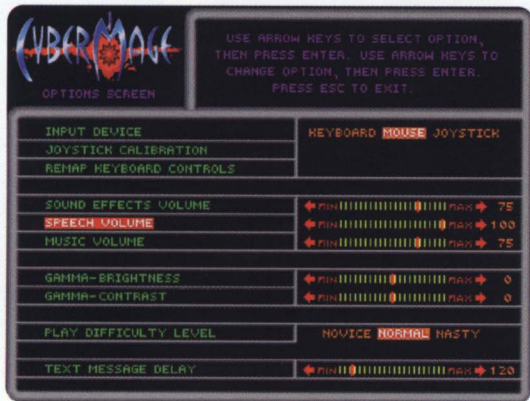 CYBERMAGE
OPTIONS SCREEN
USE ARROW KEYS TO SELECT OPTION,
THEN PRESS ENTER. USE ARROW KEYS TO
CHANGE OPTION, THEN PRESS ENTER.
PRESS ESC TO EXIT.
INPUT DEVICE KEYBOARD MOUSE JOYSTICK
JOYSTICK CALIBRATION
REMAP KEYBOARD CONTROLS
SOUND EFFECTS VOLUME MIN MAX 75
SPEECH VOLUME MIN MAX 100
MUSIC VOLUME MIN MAX 75
GAMMA-BRIGHTNESS MIN MAX 0
GAMMA-CONTRAST MIN MAX 0
PLAY DIFFICULTY LEVEL NOVICE NORMAL NASTY
TEXT MESSAGE DELAY MIN MAX 120